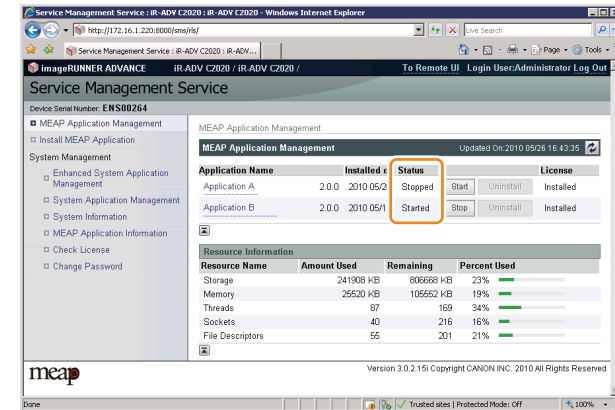 Service Management Service : iR-ADV C2020 : iR-ADV C2020 - Windows Internet Explorer
http://172.16.1.220:8000/sms/rls/
Live Search
Service Management Service : iR-ADV C2020 : iR-ADV...
Page
Tools
imageRUNNER ADVANCE iR-ADV C2020 / iR-ADV C2020 / To Remote UI Login User:Administrator Log Out
Service Management Service
Device Serial Number: ENS00264
MEAP Application Management
Install MEAP Application
System Management
Enhanced System Application
Management
System Application Management
System Information
MEAP Application Information
Check License
Change Password
MEAP Application Management
MEAP Application Management Updated On:2010 05/26 16:43:35
Application Name Installed o Status License
Application A 2.0.0 2010 05/2 Stopped Start Uninstall Installed
Application B 2.0.0 2010 05/1 Started Stop Uninstall Installed
Resource Information
Resource Name Amount Used Remaining Percent Used
Storage 241908 KB 806668 KB 23%
Memory 25520 KB 105552 KB 19%
Threads 87 169 34%
Sockets 40 216 16%
File Descriptors 55 201 21%
meap
Version 3.0.2.15i Copyright CANON INC. 2010 All Rights Reserved
Done Trusted sites | Protected Mode: Off 100%